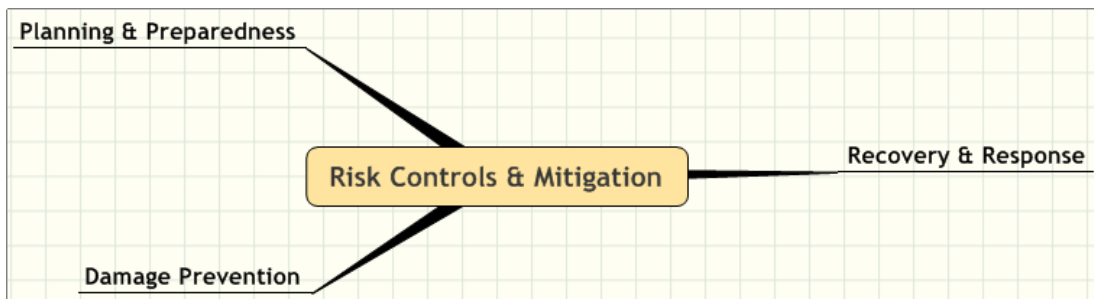 Planning & Preparedness
Recovery & Response
Risk Controls & Mitigation
Damage Prevention